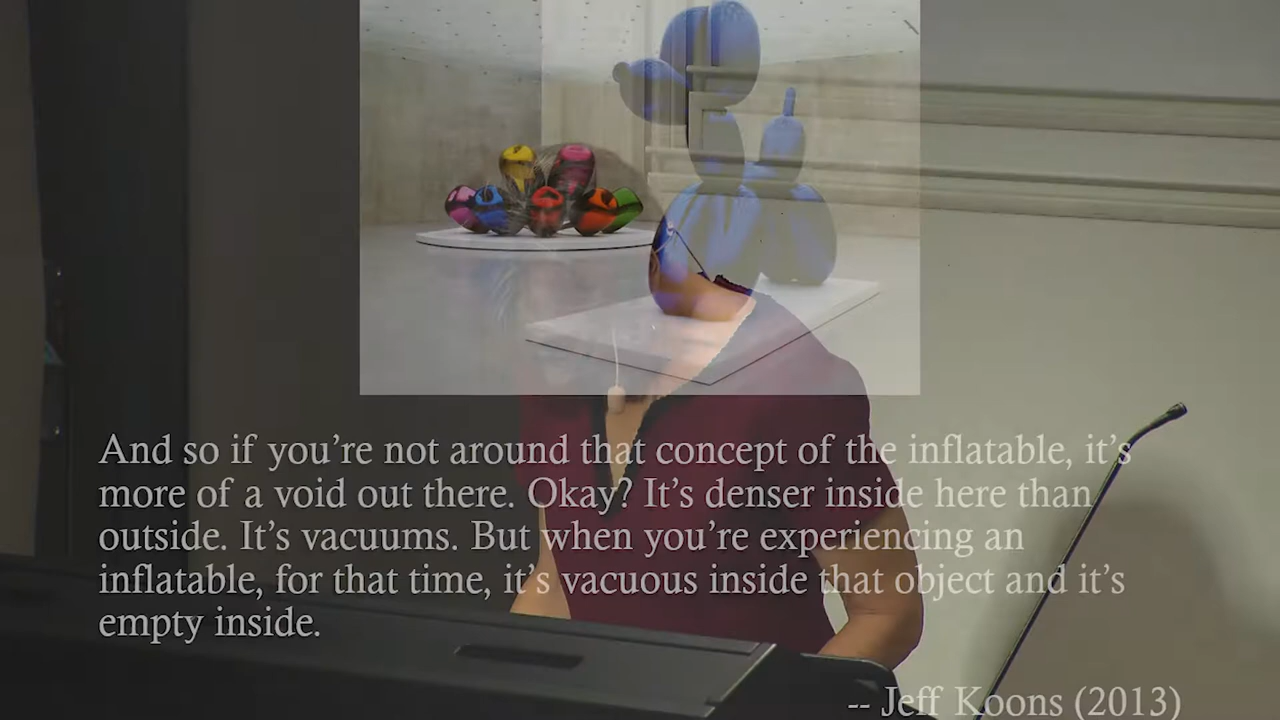 And so if you’re not around that concept of the inflatable, it’s
more of a void out there. Okay? It’s denser inside here than
outside. It’s vacuums. But when you’re experiencing an
inflatable, for that time, it’s vacuous inside that object and it’s
empty inside.
-- Jeff Koons (2013)